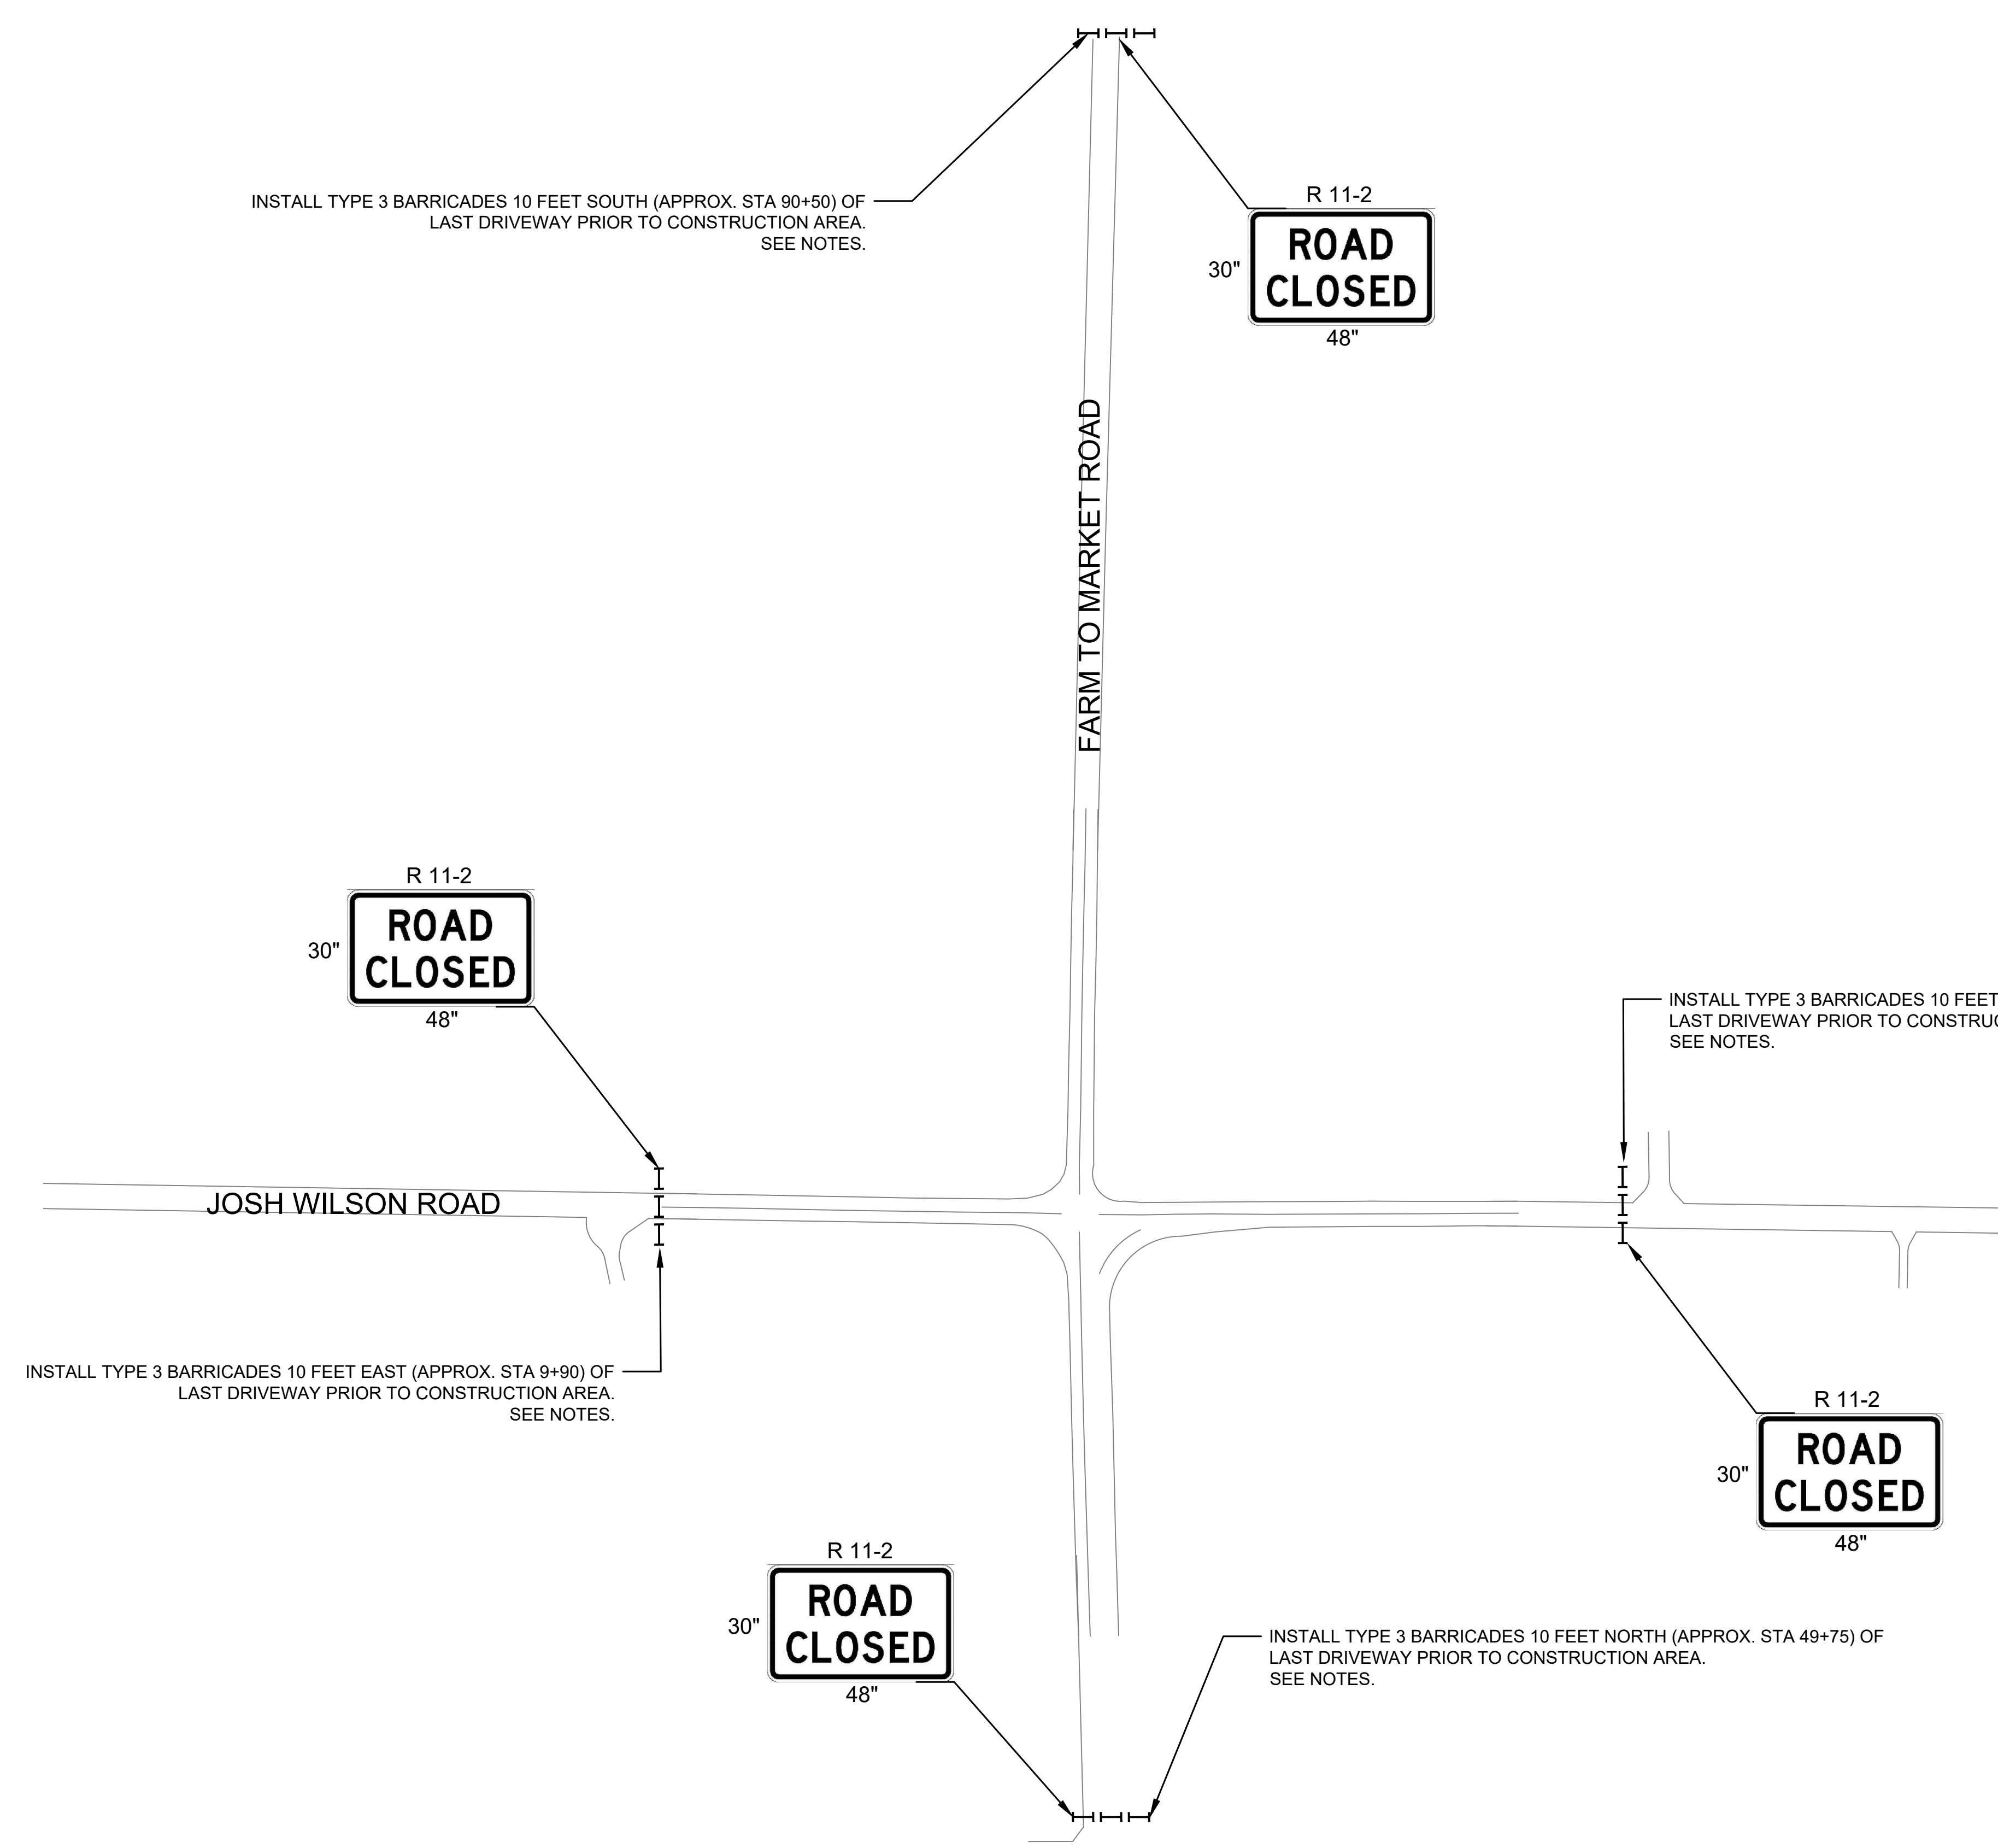 INSTALL TYPE 3 BARRICADES 10 FEET SOUTH (APPROX. STA 90+50) OF
LAST DRIVEWAY PRIOR TO CONSTRUCTION AREA.
SEE NOTES.
R 11-2
ROAD
CLOSED
30"
48"
FARM TO MARKET ROAD
R 11-2
ROAD
CLOSED
30"
48"
INSTALL TYPE 3 BARRICADES 10 FEET
LAST DRIVEWAY PRIOR TO
SEE NOTES.
JOSH WILSON ROAD
INSTALL TYPE 3 BARRICADES 10 FEET EAST (APPROX. STA 9+90) OF
LAST DRIVEWAY PRIOR TO CONSTRUCTION AREA.
SEE NOTES.
R 11-2
ROAD
CLOSED
30"
48"
R 11-2
ROAD
CLOSED
30"
48"
INSTALL TYPE 3 BARRICADES 10 FEET NORTH (APPROX. STA 49+75) OF
LAST DRIVEWAY PRIOR TO CONSTRUCTION AREA.
SEE NOTES.